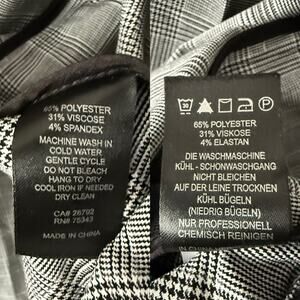 65% POLYESTER
31% VISCOSE
4% SPANDEX
MACHINE WASH IN
COLD WATER
GENTLE CYCLE
DO NOT BLEACH
HANG TO DRY
COOL IRON IF NEEDED
DRY CLEAN
CA# 26792
RN# 75343
MADE IN CHINA
30
P
65% POLYESTER
31% VISCOSE
4% ELASTAN
DIE WASCHMASCHINE
KÜHL - SCHONWASCHGANG
NICHT BLEICHEN
AUF DER LEINE TROCKNEN
KÜHL BÜGELN
(NIEDRIG BÜGELN)
NUR PROFESSIONELL
CHEMISCH REINIGEN